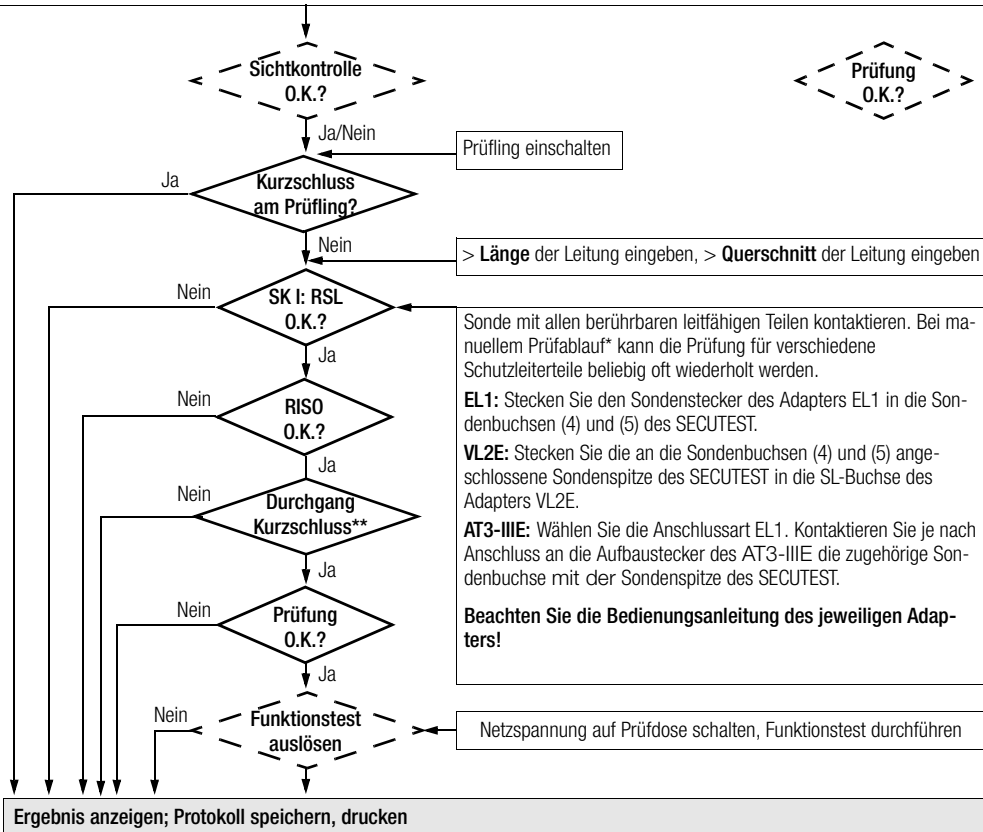 Sichtkontrolle
O.K.?
Prüfung
O.K.?
Ja/Nein
Prüfling einschalten
Ja
Kurzschluss
am Prüfling?
Nein
> Länge der Leitung eingeben, > Querschnitt der Leitung eingeben
Nein
SK I: RSL
O.K.?
Ja
Sonde mit allen berührbaren leitfähigen Teilen kontaktieren. Bei ma-
nuellem Prüfablauf* kann die Prüfung für verschiedene
Schutzleiterteile beliebig oft wiederholt werden.
EL1: Stecken Sie den Sondenstecker des Adapters EL1 in die Son-
denbuchsen (4) und (5) des SECUTEST.
VL2E: Stecken Sie die an die Sondenbuchsen (4) und (5) ange-
schlossene Sondenspitze des SECUTEST in die SL-Buchse des
Adapters VL2E.
AT3-IIIE: Wählen Sie die Anschlussart EL1. Kontaktieren Sie je nach
Anschluss an die Aufbaustecker des AT3-IIIE die zugehörige Son-
denbuchse mit der Sondenspitze des SECUTEST.
Beachten Sie die Bedienungsanleitung des jeweiligen Adap-
ters!
Nein
RISO
O.K.?
Ja
Nein
Durchgang
Kurzschluss**
Ja
Nein
Prüfung
O.K.?
Ja
Nein
Funktionstest
auslösen
Netzspannung auf Prüfdose schalten, Funktionstest durchführen
Ergebnis anzeigen; Protokoll speichern, drucken